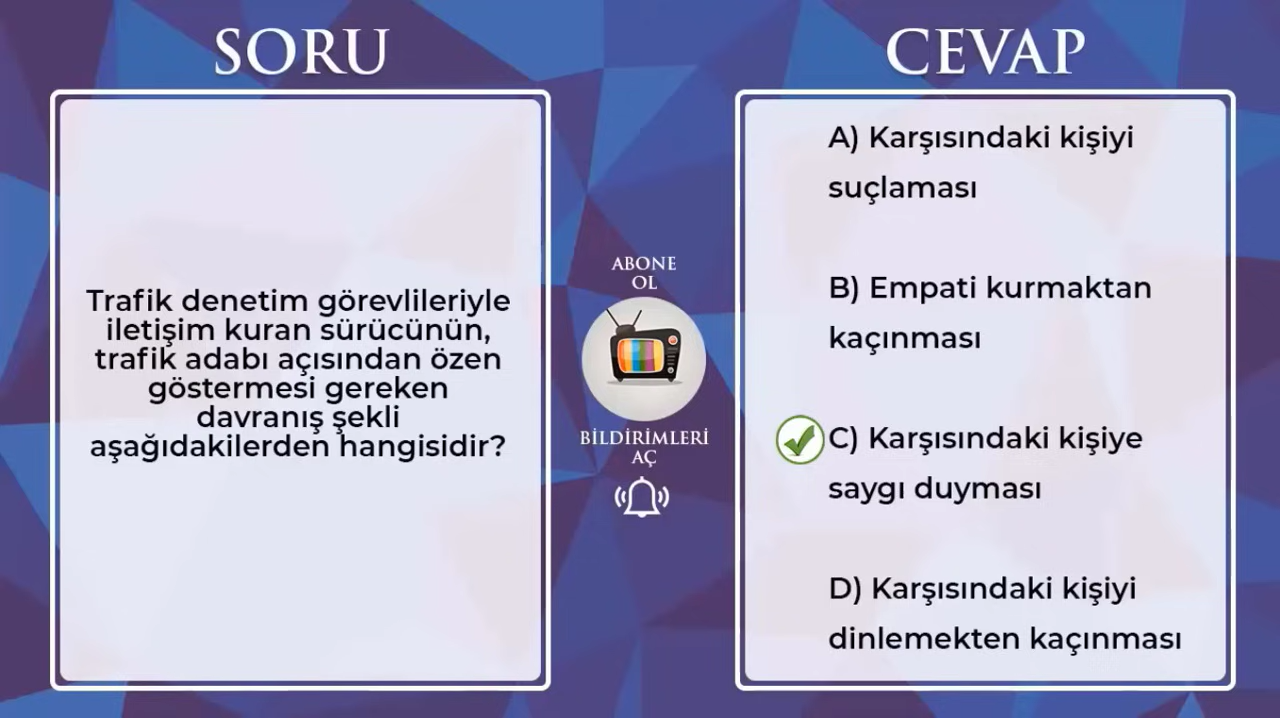 SORU
Trafik denetim görevlileriyle
iletişim kuran sürücünün,
trafik adabı açısından özen
göstermesi gereken
davranış şekli
aşağıdakilerden hangisidir?
ABONE
OL
BİLDİRİMLERİ
AÇ
CEVAP
A) Karşısındaki kişiyi
suçlaması
B) Empati kurmaktan
kaçınması
C) Karşısındaki kişiye
saygı duyması
D) Karşısındaki kişiyi
dinlemekten kaçınması